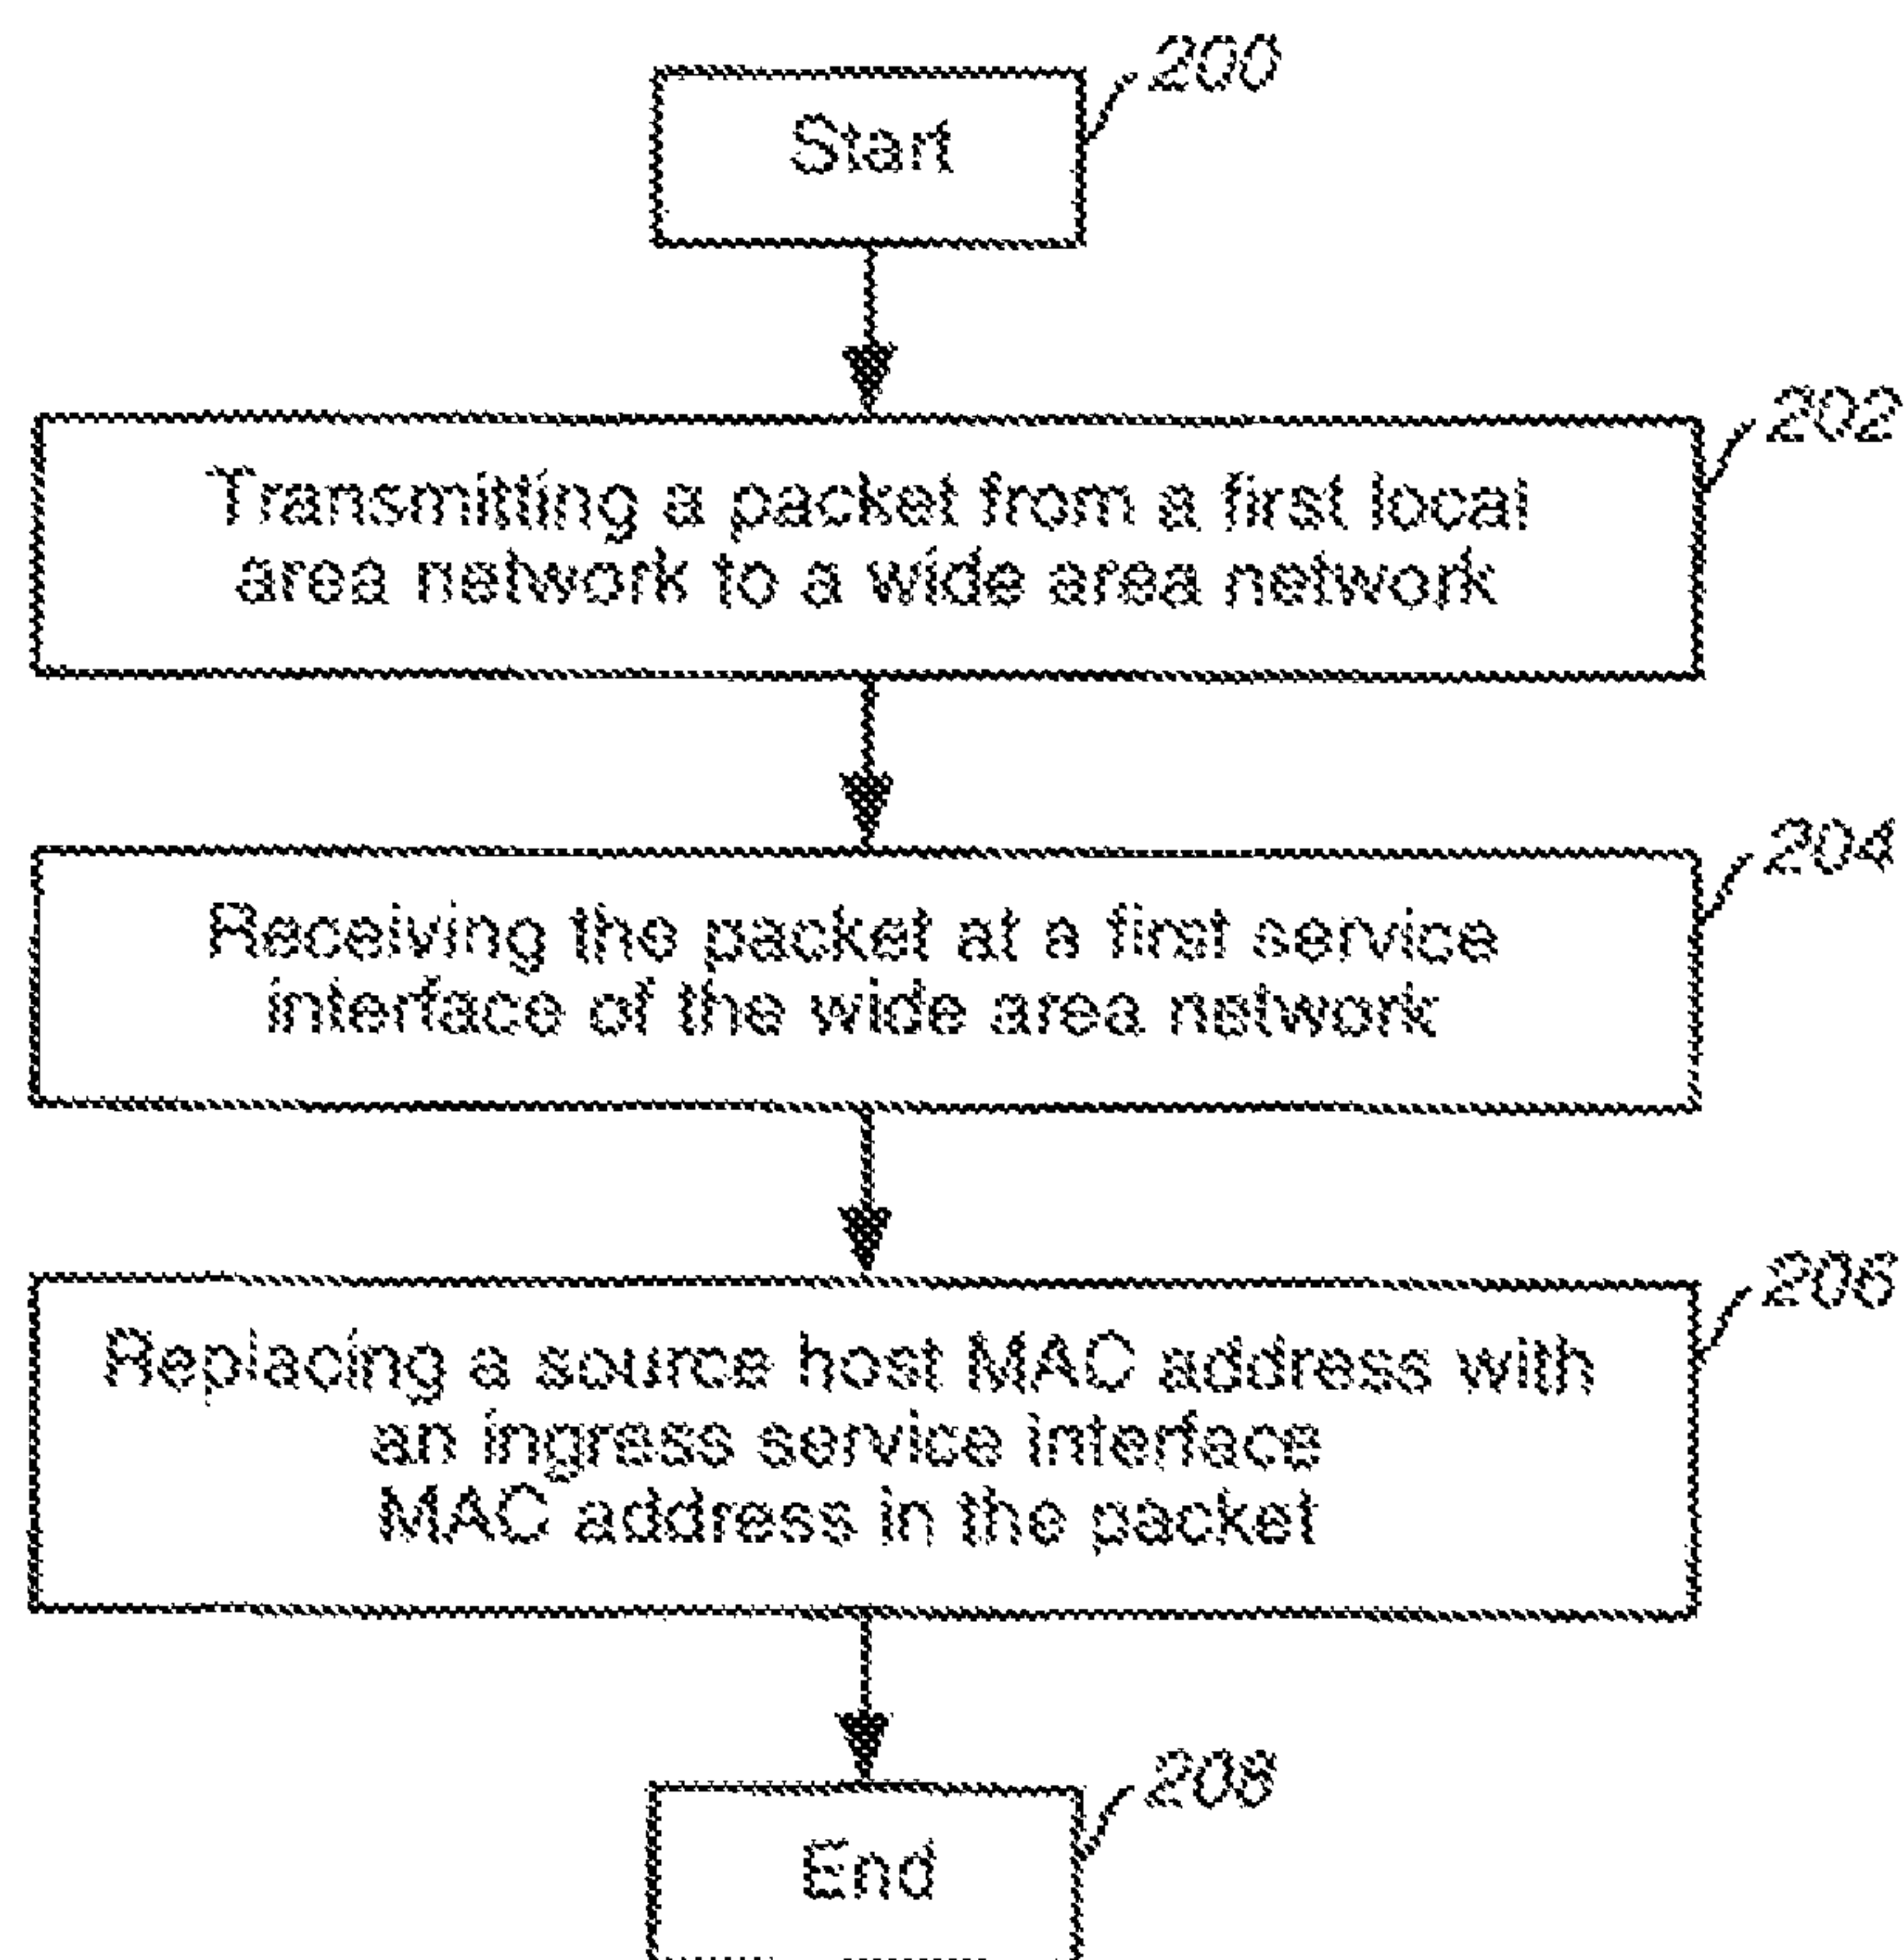 200
Start
202
Transmitting a packet from a first local
area network to a wide area network
204
Receiving the packet at a first service
interface of the wide area network
206
Replacing a source host MAC address with
an ingress service interface
MAC address in the packet
208
End